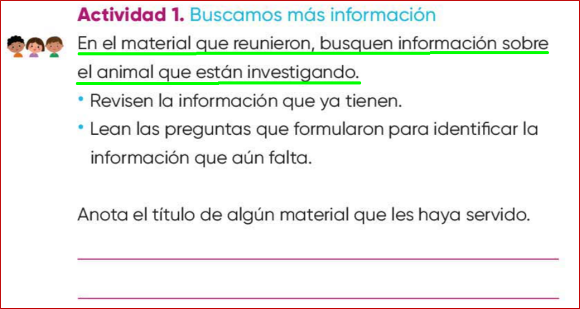 Actividad 1. Buscamos más información
En el material que reunieron, busquen información sobre
el animal que están investigando.
• Revisen la información que ya tienen.
• Lean las preguntas que formularon para identificar la
información que aún falta.
Anota el título de algún material que les haya servido.